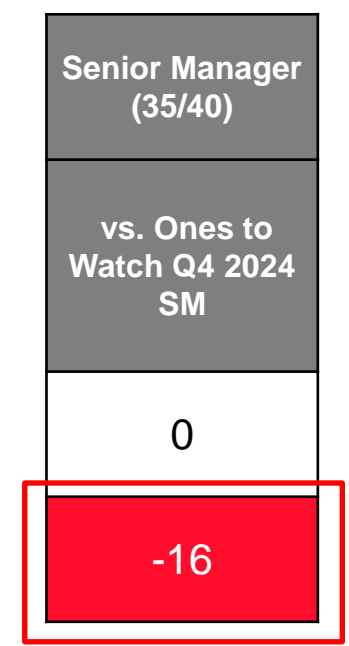 Senior Manager
(35/40)
vs. Ones to
Watch Q4 2024
SM
0
-16